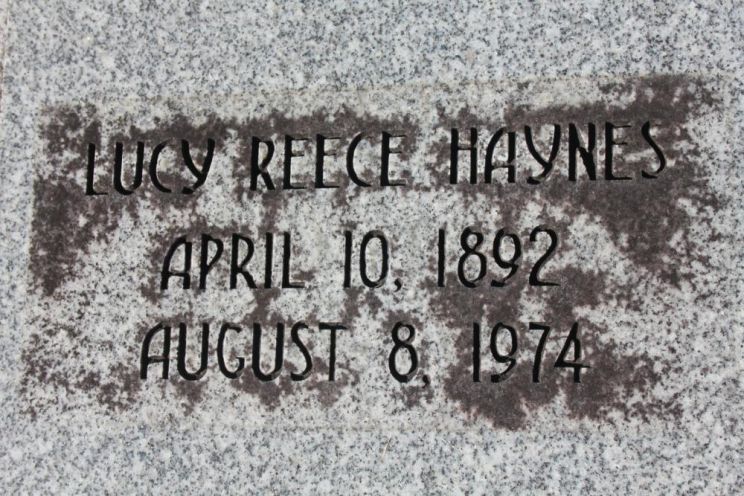 LUCY REECE HAYNES
APRIL 10, 1892
AUGUST 8, 1974